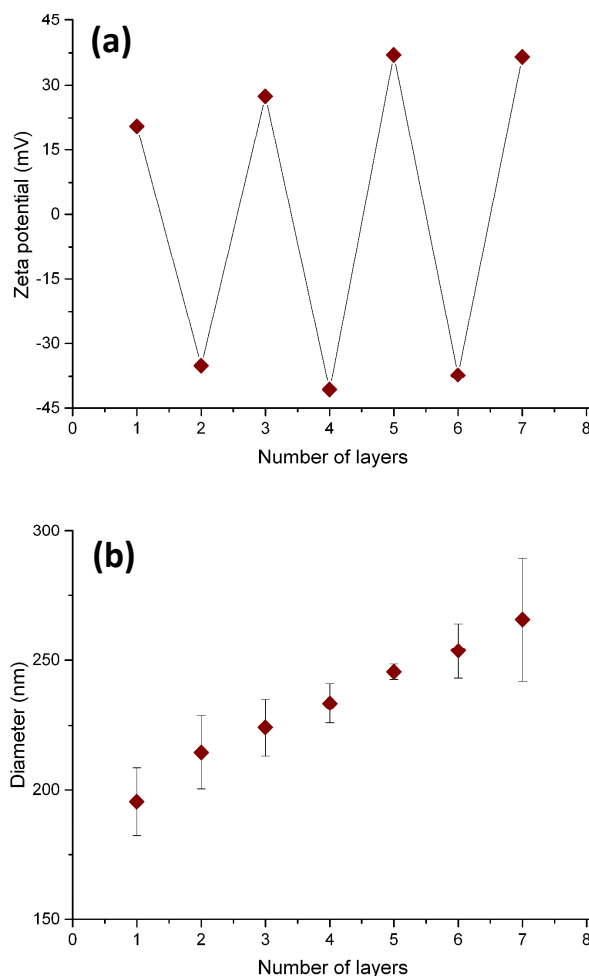 (a)
Zeta potential (mV)
45
30
15
0
-15
-30
-45
0 1 2 3 4 5 6 7 8
Number of layers
(b)
Diameter (nm)
300
250
200
150
0 1 2 3 4 5 6 7 8
Number of layers